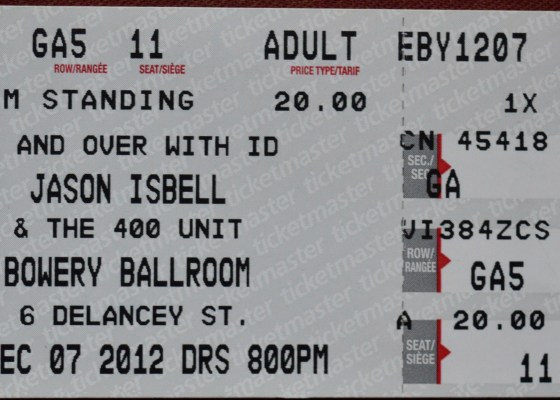 GA5 11 ADULT
ROW/RANGÉE SEAT/SIÈGE PRICE TYPE/TARIF
M STANDING 20.00
AND OVER WITH ID
JASON ISBELL
& THE 400 UNIT
BOWERY BALLROOM
6 DELANCEY ST.
EC 07 2012 DRS 800PM
EBY1207
1X
CN 45418
SEC./
SEC
GA
VI384ZCS
ROW/
RANGÉE
GA5
A 20.00
SEAT/
SIÈGE
11
ticketmaster